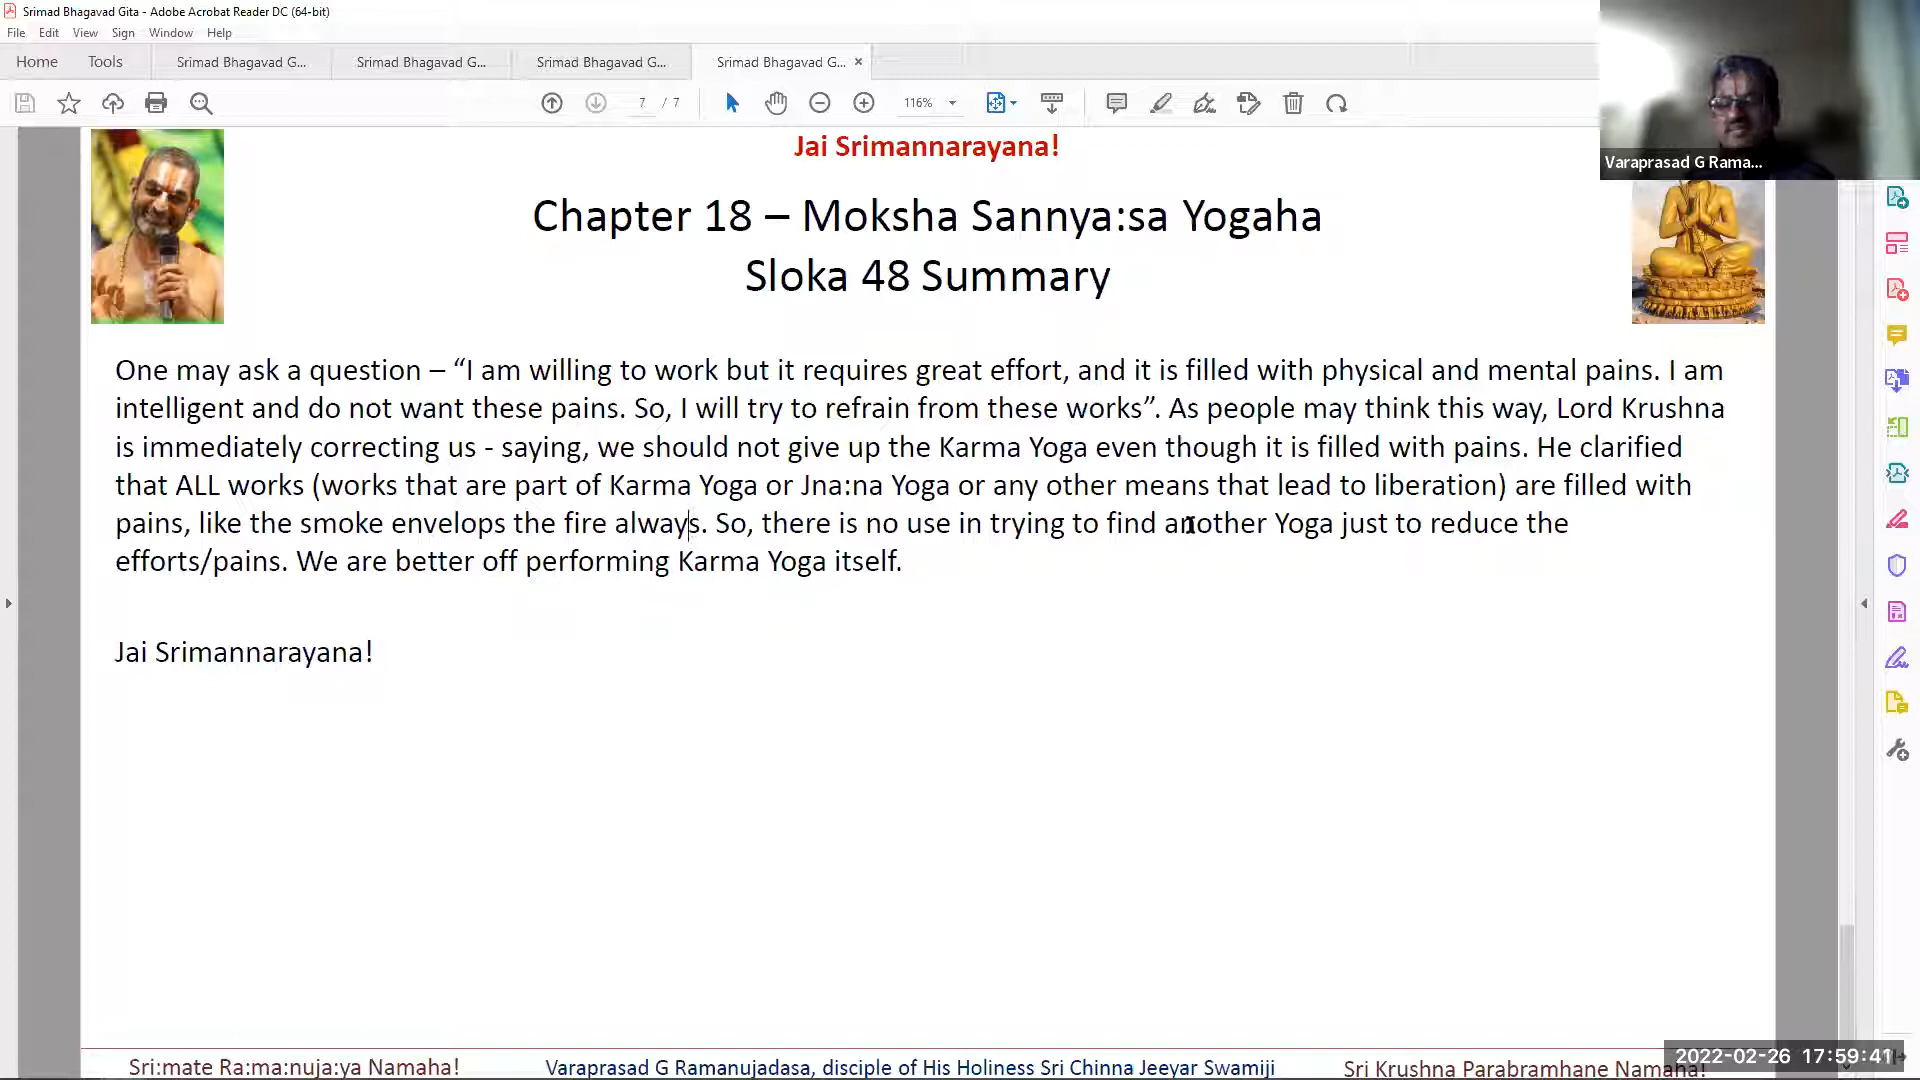 Srimad Bhagavad Gita - Adobe Acrobat Reader DC (64-bit)
File Edit View Sign Window Help
Home Tools Srimad Bhagavad G... Srimad Bhagavad G... Srimad Bhagavad G... Srimad Bhagavad G... ×
7 / 7 116%
Varaprasad G Rama...
Jai Srimannarayana!
Chapter 18 – Moksha Sannya:sa Yogaha
Sloka 48 Summary
One may ask a question – “I am willing to work but it requires great effort, and it is filled with physical and mental pains. I am
intelligent and do not want these pains. So, I will try to refrain from these works”. As people may think this way, Lord Krushna
is immediately correcting us - saying, we should not give up the Karma Yoga even though it is filled with pains. He clarified
that ALL works (works that are part of Karma Yoga or Jna:na Yoga or any other means that lead to liberation) are filled with
pains, like the smoke envelops the fire always. So, there is no use in trying to find another Yoga just to reduce the
efforts/pains. We are better off performing Karma Yoga itself.
Jai Srimannarayana!
Sri:mate Ra:ma:nuja:ya Namaha! Varaprasad G Ramanujadasa, disciple of His Holiness Sri Chinna Jeeyar Swamiji Sri Krushna Parabramhane Namaha!
2022-02-26 17:59:41